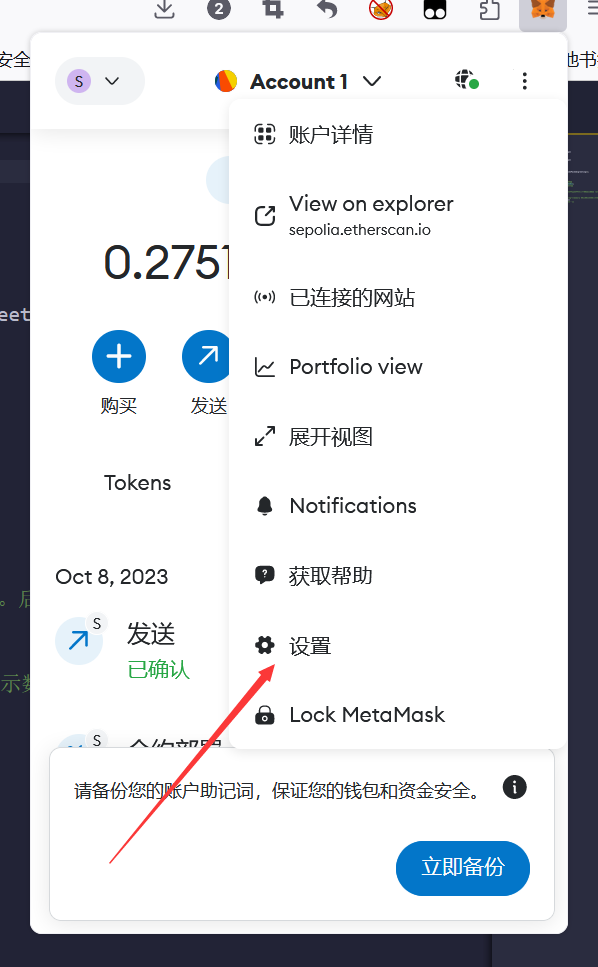 2
安全
他书
S
Account 1
账户详情
View on explorer
sepolia.etherscan.io
0.2751
已连接的网站
eet
Portfolio view
购买
发送
展开视图
Tokens
Notifications
Oct 8, 2023
获取帮助
。后
S
发送
设置
已确认
示数
Lock MetaMask
S
合约部署
请备份您的账户助记词，保证您的钱包和资金安全。
立即备份